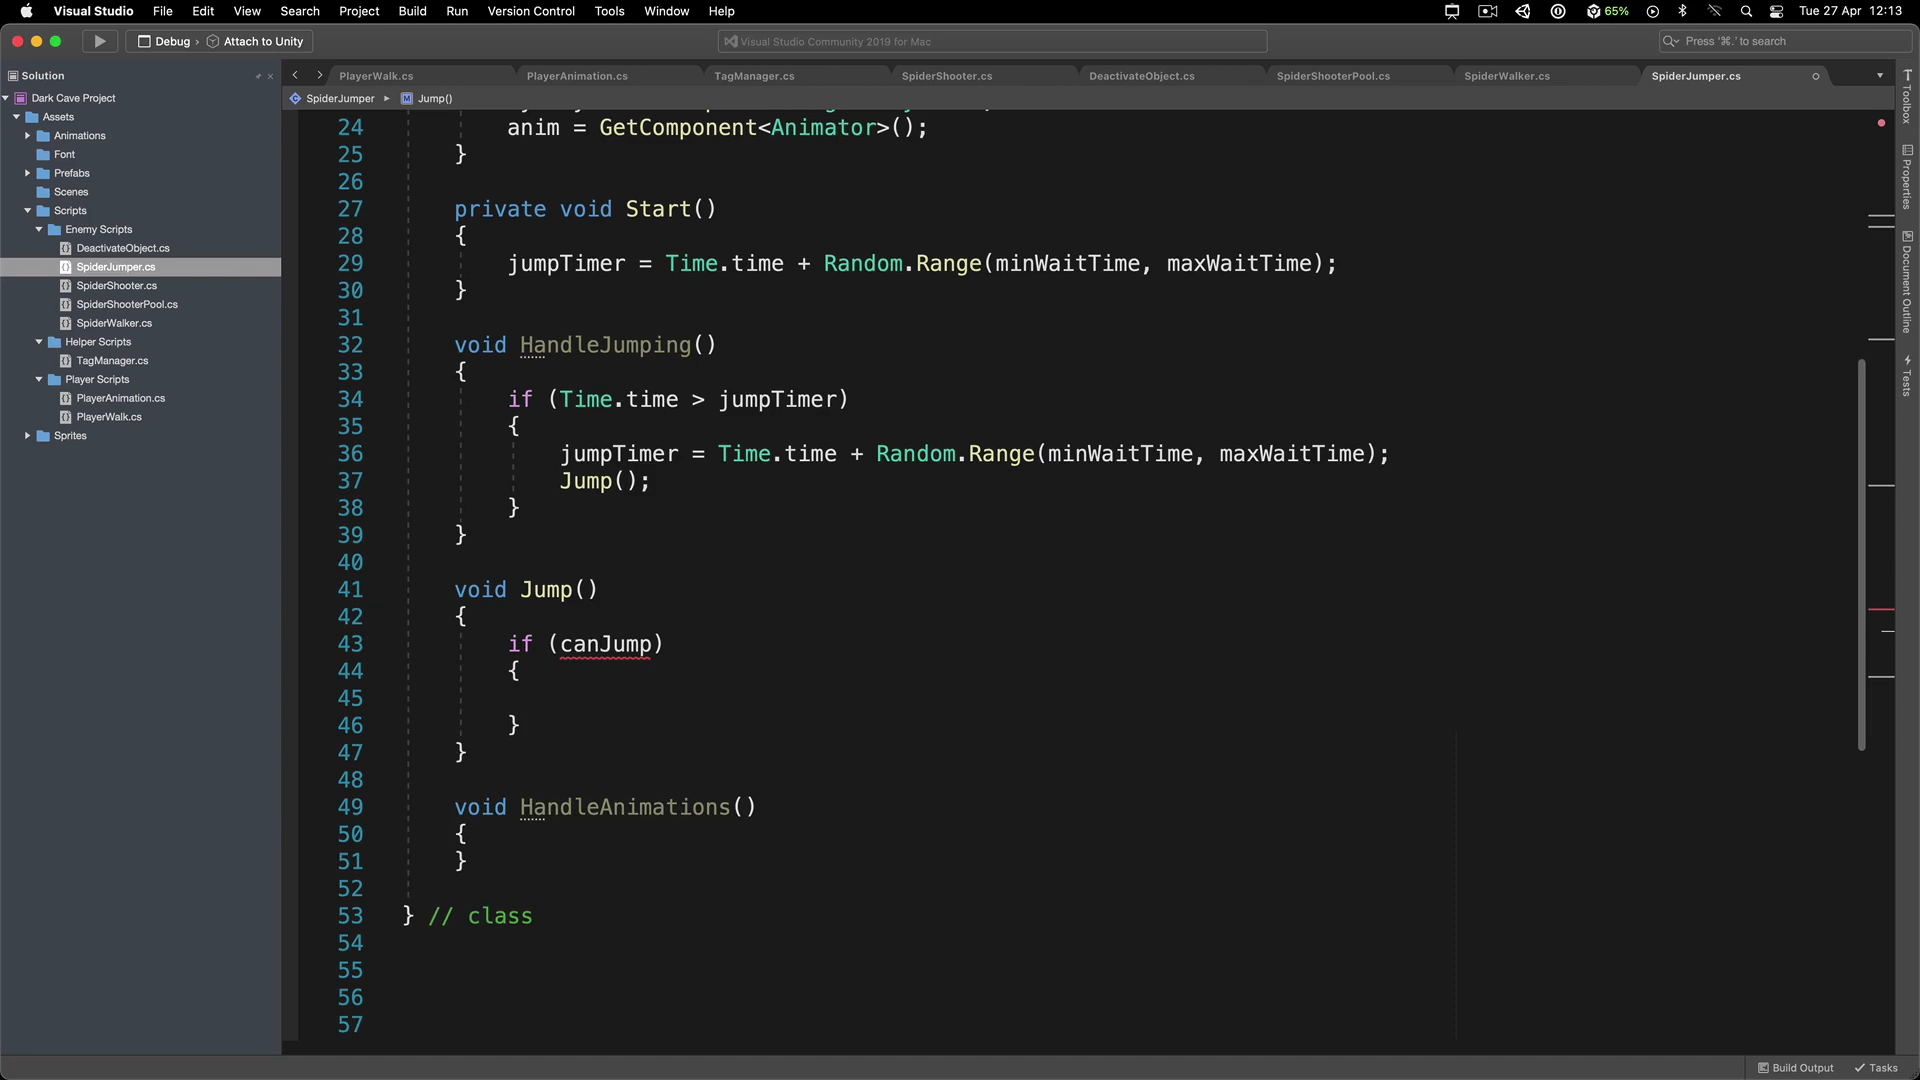 Visual Studio File Edit View Search Project Build Run Version Control Tools Window Help 65% Tue 27 Apr 12:13
Debug › Attach to Unity Visual Studio Community 2019 for Mac Press '⌘.' to search
Solution
PlayerWalk.cs PlayerAnimation.cs TagManager.cs SpiderShooter.cs DeactivateObject.cs SpiderShooterPool.cs SpiderWalker.cs SpiderJumper.cs
SpiderJumper ▸ M Jump()
Dark Cave Project
Assets
Animations
Font
Prefabs
Scenes
Scripts
Enemy Scripts
DeactivateObject.cs
SpiderJumper.cs
SpiderShooter.cs
SpiderShooterPool.cs
SpiderWalker.cs
Helper Scripts
TagManager.cs
Player Scripts
PlayerAnimation.cs
PlayerWalk.cs
Sprites
24 anim = GetComponent<Animator>();
25 }
26
27 private void Start()
28 {
29 jumpTimer = Time.time + Random.Range(minWaitTime, maxWaitTime);
30 }
31
32 void HandleJumping()
33 {
34 if (Time.time > jumpTimer)
35 {
36 jumpTimer = Time.time + Random.Range(minWaitTime, maxWaitTime);
37 Jump();
38 }
39 }
40
41 void Jump()
42 {
43 if (canJump)
44 {
45
46 }
47 }
48
49 void HandleAnimations()
50 {
51 }
52
53 } // class
54
55
56
57
Toolbox
Properties
Document Outline
Tests
Build Output Tasks